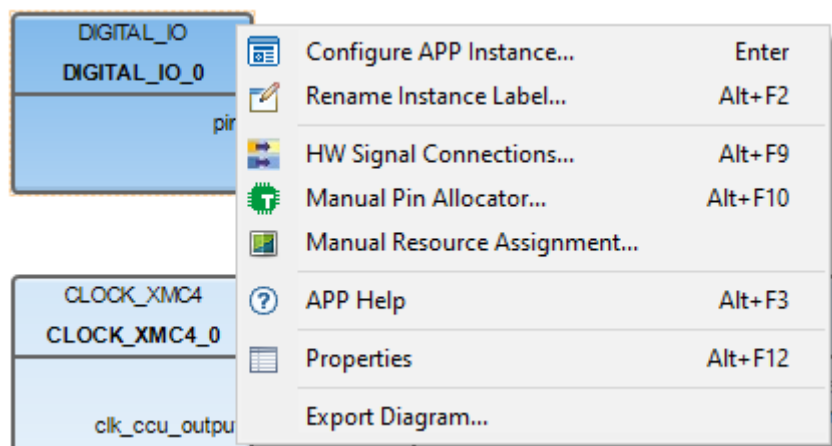 DIGITAL_IO
DIGITAL_IO_0
Configure APP Instance... Enter
Rename Instance Label... Alt+F2
HW Signal Connections... Alt+F9
Manual Pin Allocator... Alt+F10
Manual Resource Assignment...
CLOCK_XMC4
CLOCK_XMC4_0
APP Help Alt+F3
Properties Alt+F12
Export Diagram...